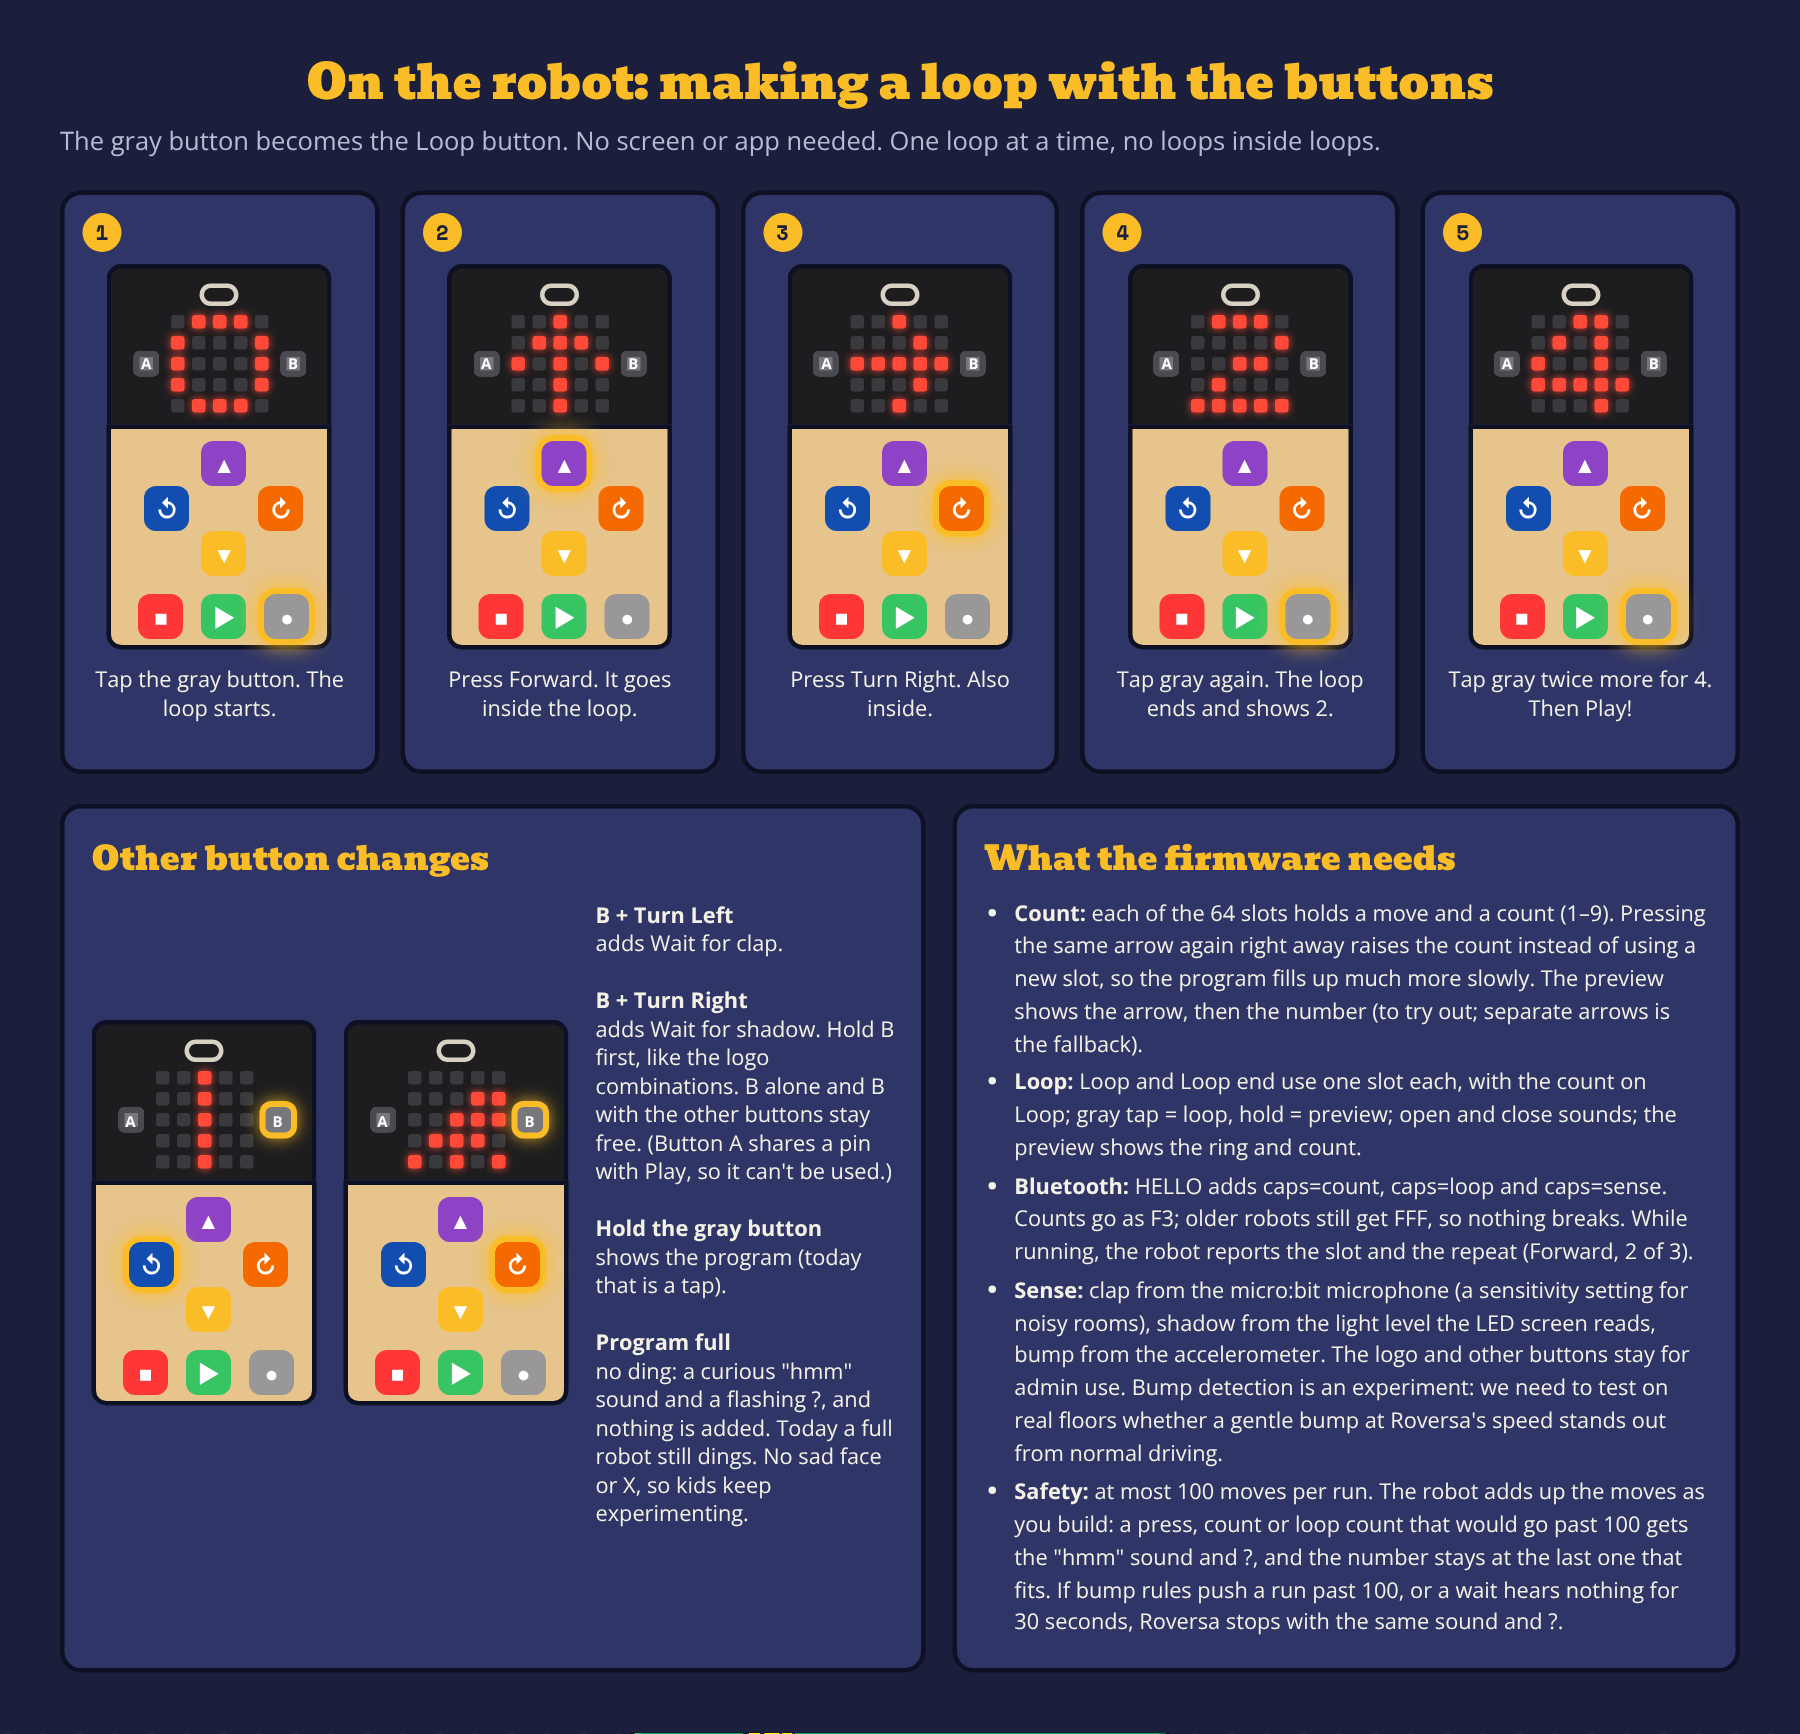 On the robot: making a loop with the buttons
The gray button becomes the Loop button. No screen or app needed. One loop at a time, no loops inside loops.
1
A
B
Tap the gray button. The
loop starts.
2
A
B
Press Forward. It goes
inside the loop.
3
A
B
Press Turn Right. Also
inside.
4
A
B
Tap gray again. The loop
ends and shows 2.
5
A
B
Tap gray twice more for 4.
Then Play!
Other button changes
A
B
A
B
B + Turn Left
adds Wait for clap.
B + Turn Right
adds Wait for shadow. Hold B
first, like the logo
combinations. B alone and B
with the other buttons stay
free. (Button A shares a pin
with Play, so it can't be used.)
Hold the gray button
shows the program (today
that is a tap).
Program full
no ding: a curious "hmm"
sound and a flashing ?, and
nothing is added. Today a full
robot still dings. No sad face
or X, so kids keep
experimenting.
What the firmware needs
• Count: each of the 64 slots holds a move and a count (1–9). Pressing
the same arrow again right away raises the count instead of using a
new slot, so the program fills up much more slowly. The preview
shows the arrow, then the number (to try out; separate arrows is
the fallback).
• Loop: Loop and Loop end use one slot each, with the count on
Loop; gray tap = loop, hold = preview; open and close sounds; the
preview shows the ring and count.
• Bluetooth: HELLO adds caps=count, caps=loop and caps=sense.
Counts go as F3; older robots still get FFF, so nothing breaks. While
running, the robot reports the slot and the repeat (Forward, 2 of 3).
• Sense: clap from the micro:bit microphone (a sensitivity setting for
noisy rooms), shadow from the light level the LED screen reads,
bump from the accelerometer. The logo and other buttons stay for
admin use. Bump detection is an experiment: we need to test on
real floors whether a gentle bump at Roversa's speed stands out
from normal driving.
• Safety: at most 100 moves per run. The robot adds up the moves as
you build: a press, count or loop count that would go past 100 gets
the "hmm" sound and ?, and the number stays at the last one that
fits. If bump rules push a run past 100, or a wait hears nothing for
30 seconds, Roversa stops with the same sound and ?.